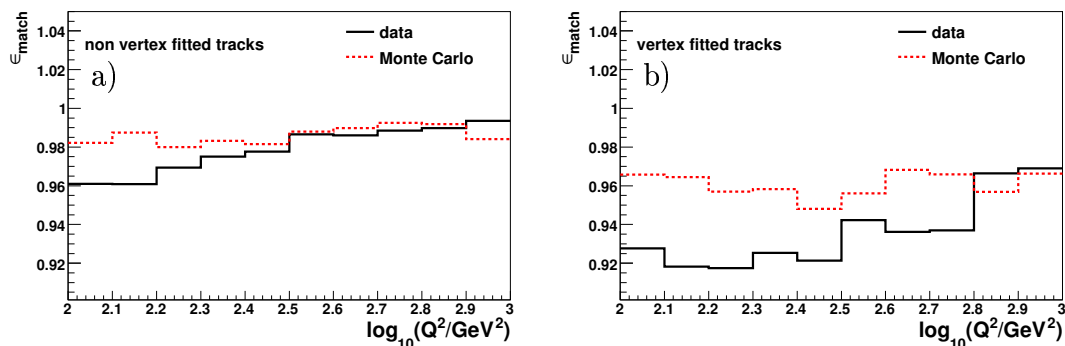 ∈match
1.04
1.02
1
0.98
0.96
0.94
0.92
non vertex fitted tracks
a)
data
Monte Carlo
2 2.1 2.2 2.3 2.4 2.5 2.6 2.7 2.8 2.9 3
log10(Q²/GeV²)
∈match
1.04
1.02
1
0.98
0.96
0.94
0.92
vertex fitted tracks
b)
data
Monte Carlo
2 2.1 2.2 2.3 2.4 2.5 2.6 2.7 2.8 2.9 3
log10(Q²/GeV²)